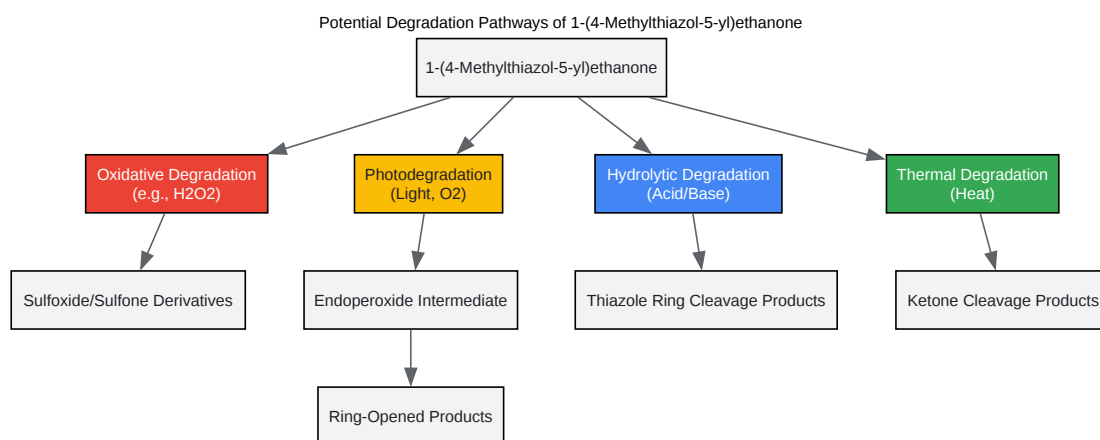 Potential Degradation Pathways of 1-(4-Methylthiazol-5-yl)ethanone
1-(4-Methylthiazol-5-yl)ethanone
Oxidative Degradation
(e.g., H2O2)
Photodegradation
(Light, O2)
Hydrolytic Degradation
(Acid/Base)
Thermal Degradation
(Heat)
Sulfoxide/Sulfone Derivatives
Endoperoxide Intermediate
Thiazole Ring Cleavage Products
Ketone Cleavage Products
Ring-Opened Products